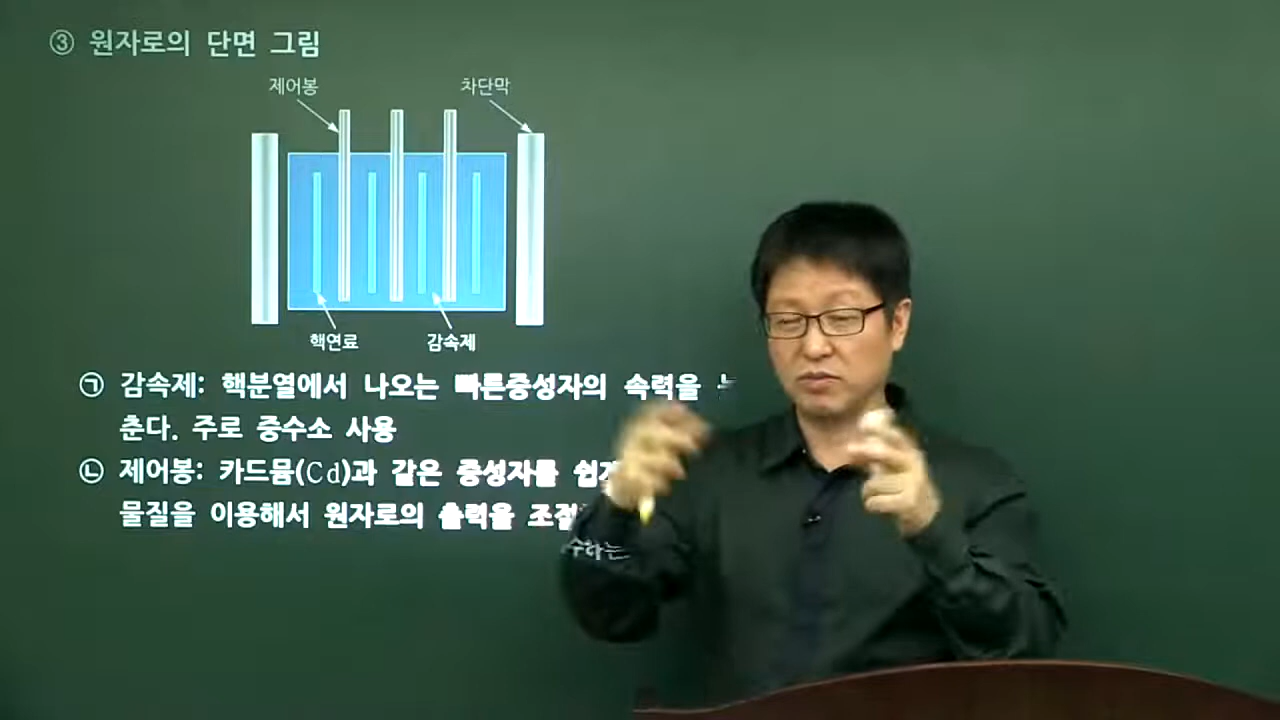 ③ 원자로의 단면 그림
제어봉
차단막
핵연료
감속제
㉠ 감속제: 핵분열에서 나오는 빠른중성자의 속력을
춘다. 주로 중수소 사용
㉡ 제어봉: 카드뮴(Cd)과 같은 중성자를
물질을 이용해서 원자로의 출력을